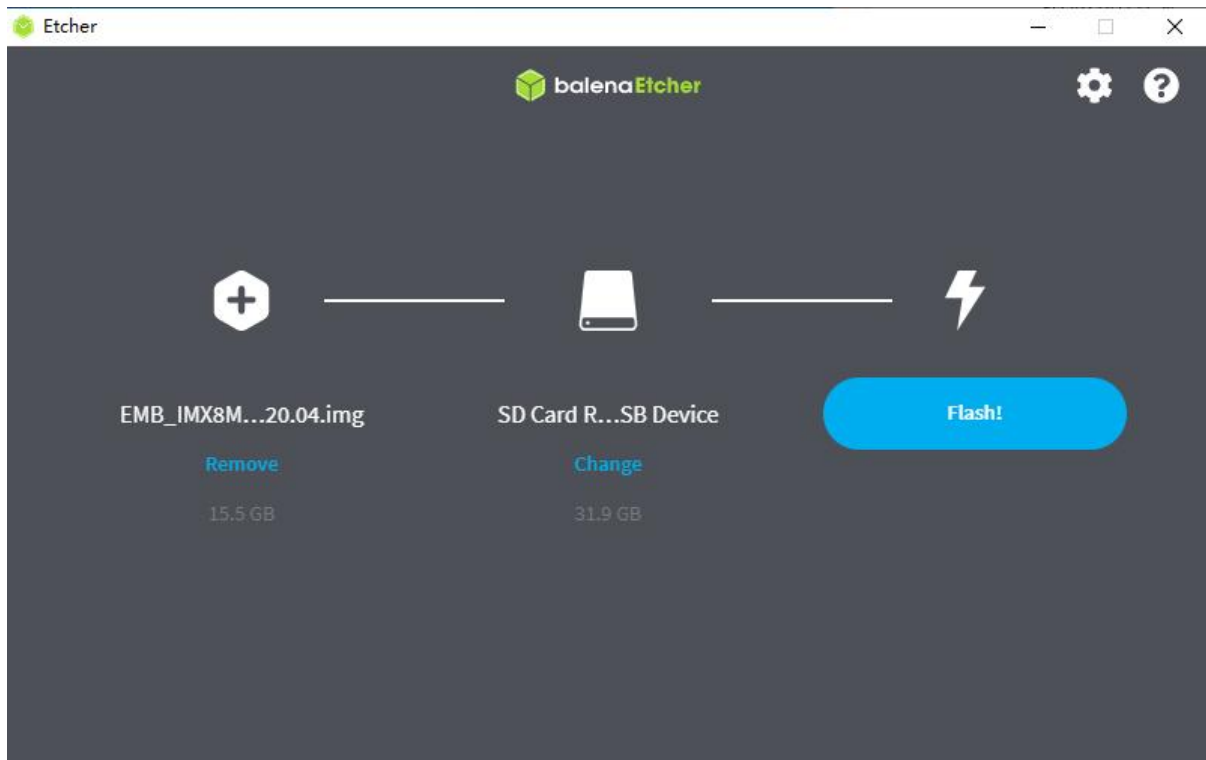 Etcher
balenaEtcher
EMB_IMX8M...20.04.img
SD Card R...SB Device
Flash!
Remove
Change
15.5 GB
31.9 GB